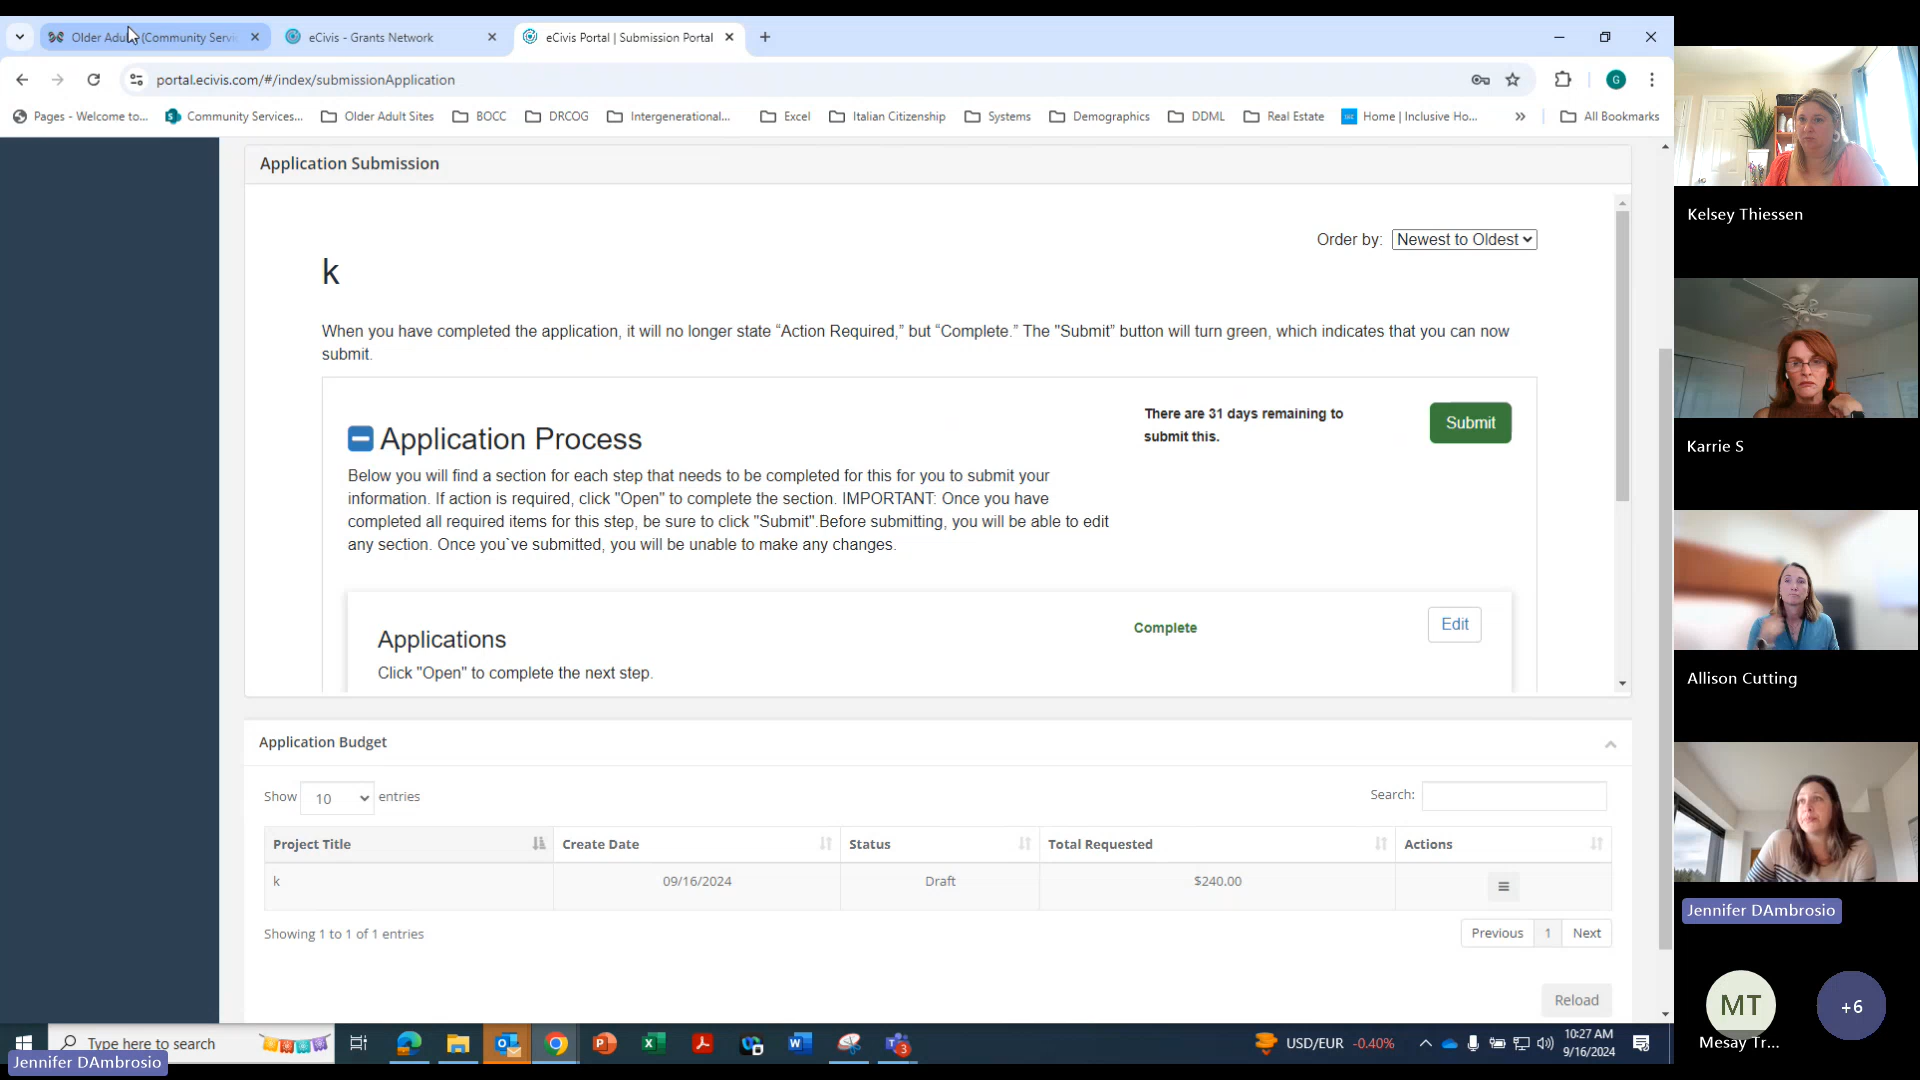 Older Adu (Community Servi
eCivis - Grants Network
eCivis Portal | Submission Portal
portal.ecivis.com/#/index/submissionApplication
G
Pages - Welcome to...
Community Services...
Older Adult Sites
BOCC
DRCOG
Intergenerational...
Excel
Italian Citizenship
Systems
Demographics
DDML
Real Estate
Home | Inclusive Ho...
»
All Bookmarks
Application Submission
Order by: Newest to Oldest
k
When you have completed the application, it will no longer state “Action Required,” but “Complete.” The "Submit” button will turn green, which indicates that you can now
submit.
Application Process
There are 31 days remaining to
submit this.
Submit
Below you will find a section for each step that needs to be completed for this for you to submit your
information. If action is required, click "Open" to complete the section. IMPORTANT: Once you have
completed all required items for this step, be sure to click "Submit".Before submitting, you will be able to edit
any section. Once you`ve submitted, you will be unable to make any changes.
Applications
Complete
Edit
Click "Open" to complete the next step.
Application Budget
Show 10 entries
Search:
Project Title Create Date Status Total Requested Actions
k 09/16/2024 Draft $240.00
Showing 1 to 1 of 1 entries
Previous 1 Next
Reload
Type here to search
USD/EUR -0.40%
10:27 AM
9/16/2024
Jennifer DAmbrosio
Kelsey Thiessen
Karrie S
Allison Cutting
Jennifer DAmbrosio
MT
+6
Mesay Tr...